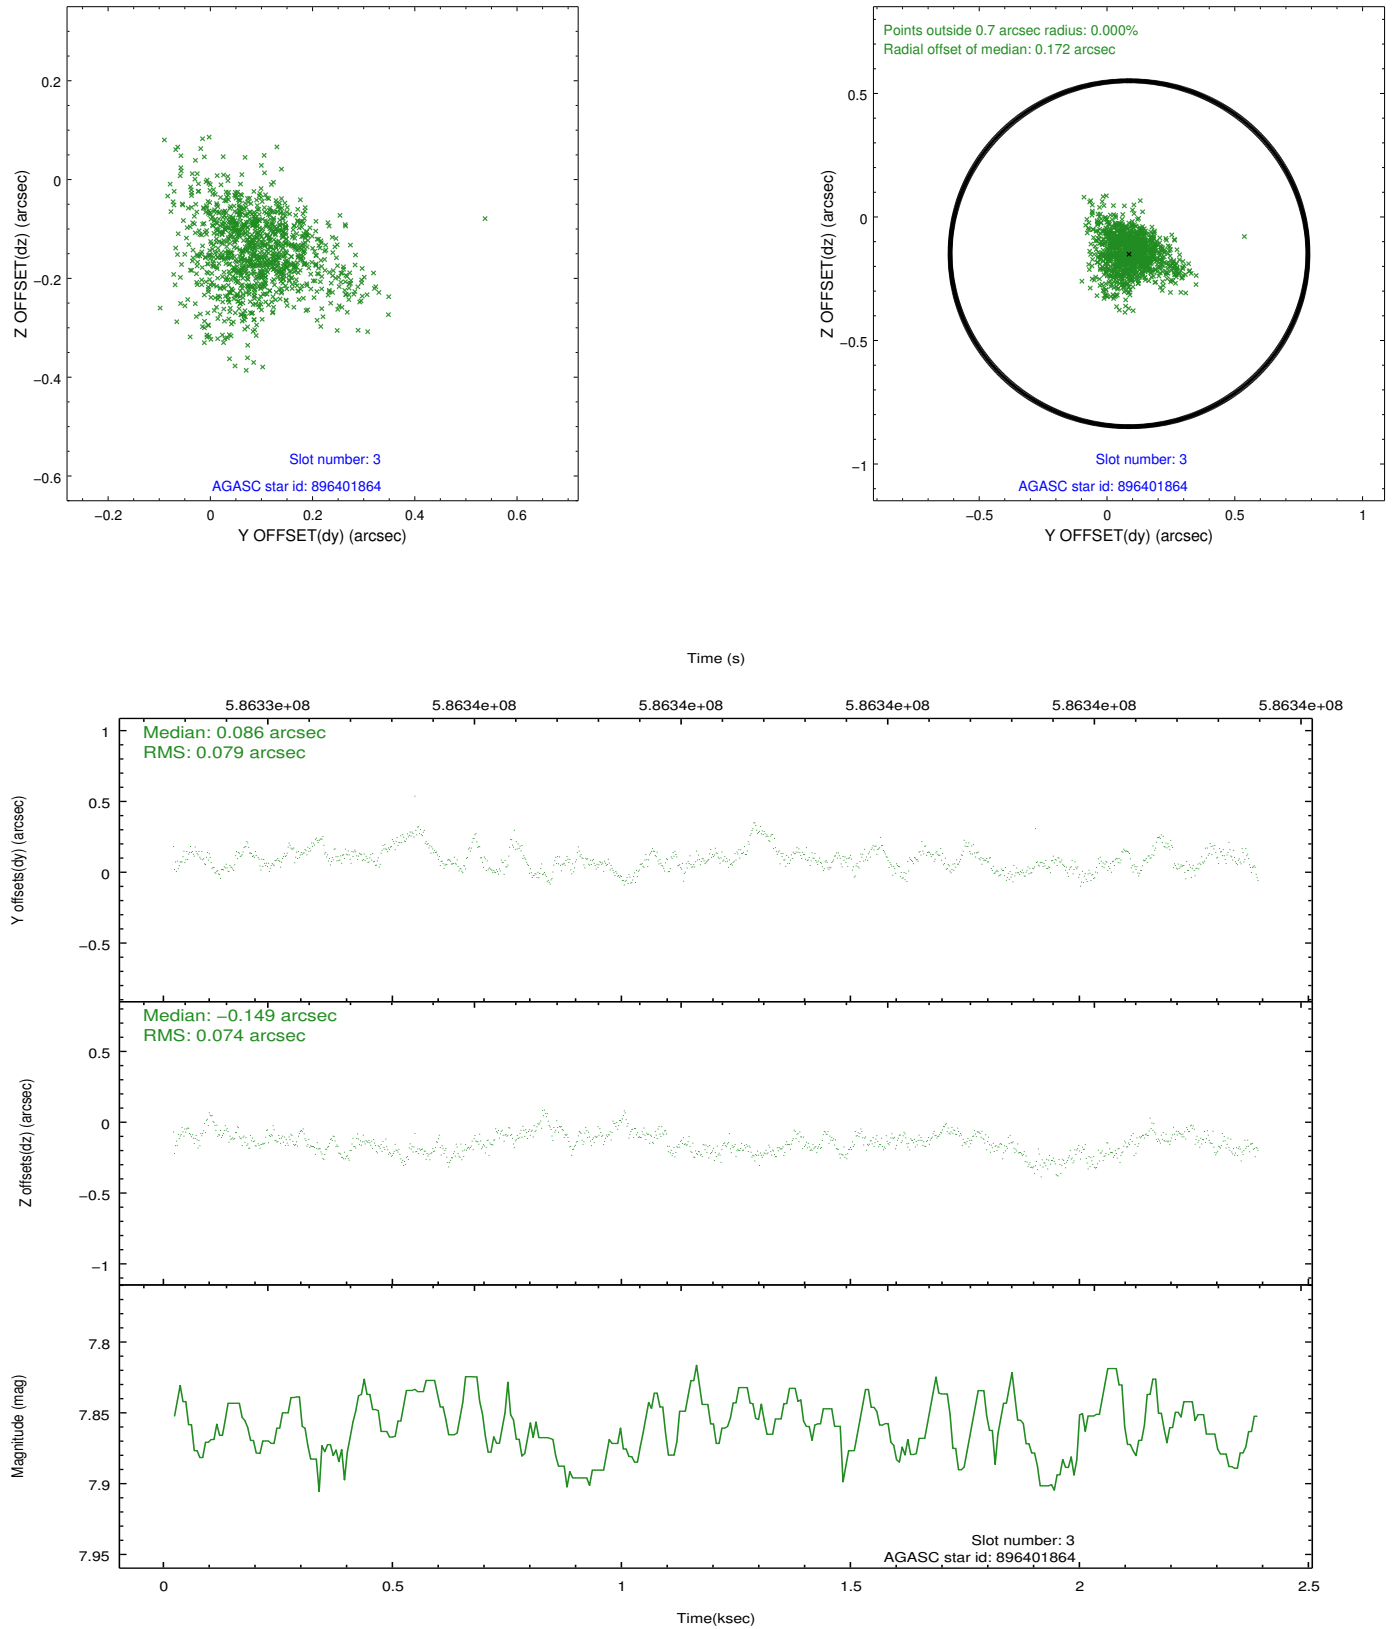 0.2
0
−0.2
−0.4
−0.6
Z OFFSET(dz) (arcsec)
Slot number: 3
AGASC star id: 896401864
−0.2
0
0.2
0.4
0.6
Y OFFSET(dy) (arcsec)
Points outside 0.7 arcsec radius: 0.000%
Radial offset of median: 0.172 arcsec
0.5
0
−0.5
−1
Z OFFSET(dz) (arcsec)
Slot number: 3
AGASC star id: 896401864
−0.5
0
0.5
1
Y OFFSET(dy) (arcsec)
Time (s)
5.8633e+08
5.8634e+08
5.8634e+08
5.8634e+08
5.8634e+08
5.8634e+08
Median: 0.086 arcsec
RMS: 0.079 arcsec
1
0.5
0
−0.5
Y offsets(dy) (arcsec)
Median: −0.149 arcsec
RMS: 0.074 arcsec
0.5
0
−0.5
−1
Z offsets(dz) (arcsec)
7.8
7.85
7.9
7.95
Magnitude (mag)
Slot number: 3
AGASC star id: 896401864
0
0.5
1
1.5
2
2.5
Time(ksec)